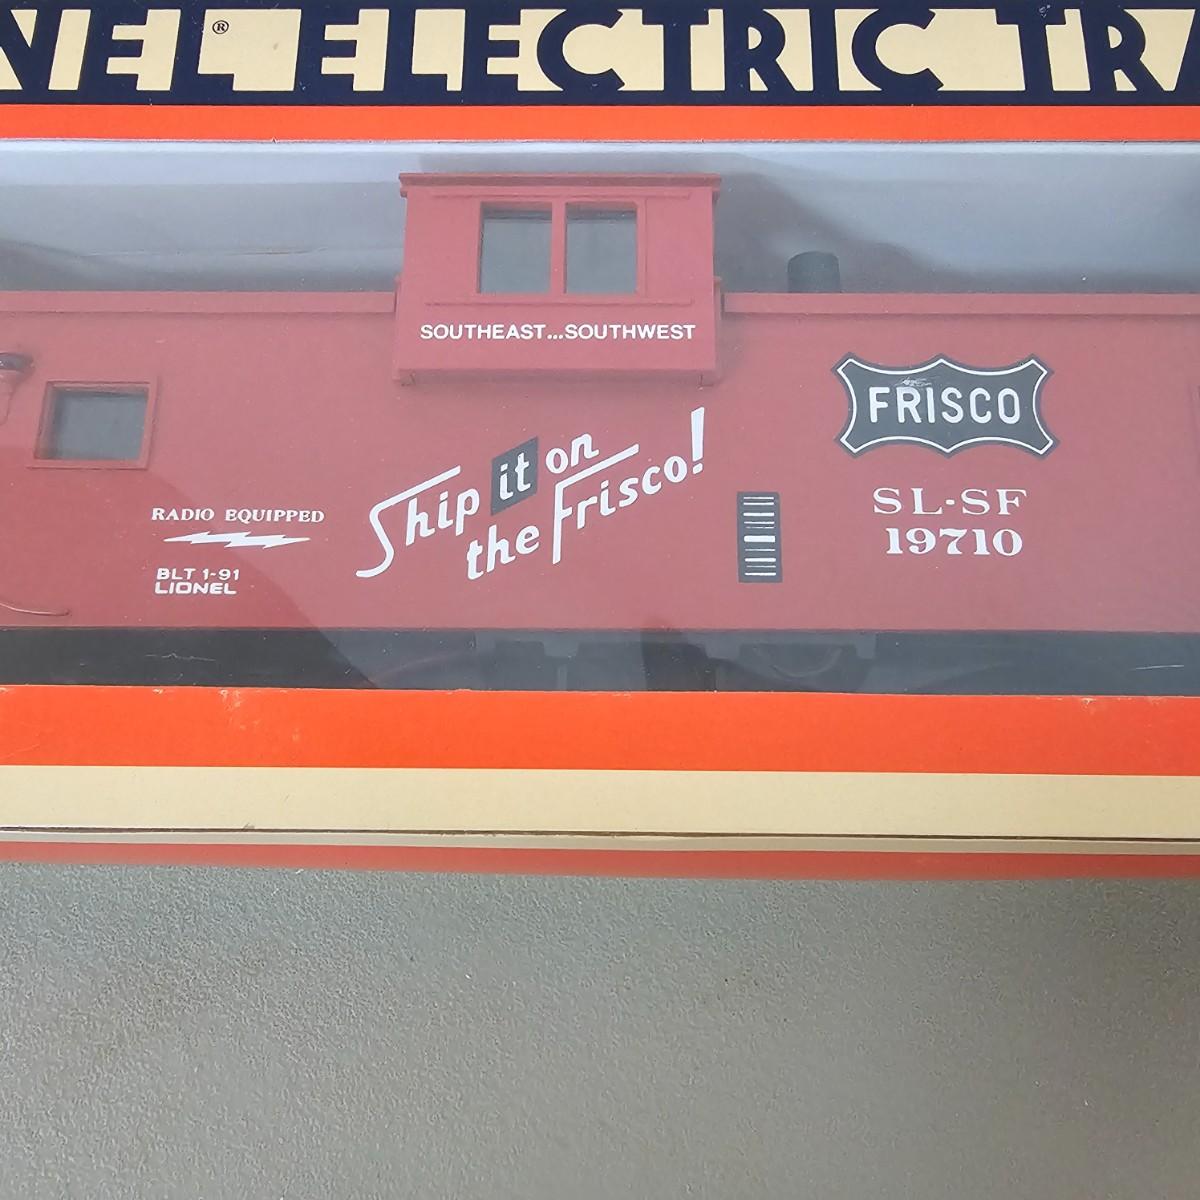 NEL® ELECTRIC TRA
SOUTHEAST...SOUTHWEST
FRISCO
Ship it on
the Frisco!
SL-SF
19710
RADIO EQUIPPED
BLT 1-91
LIONEL